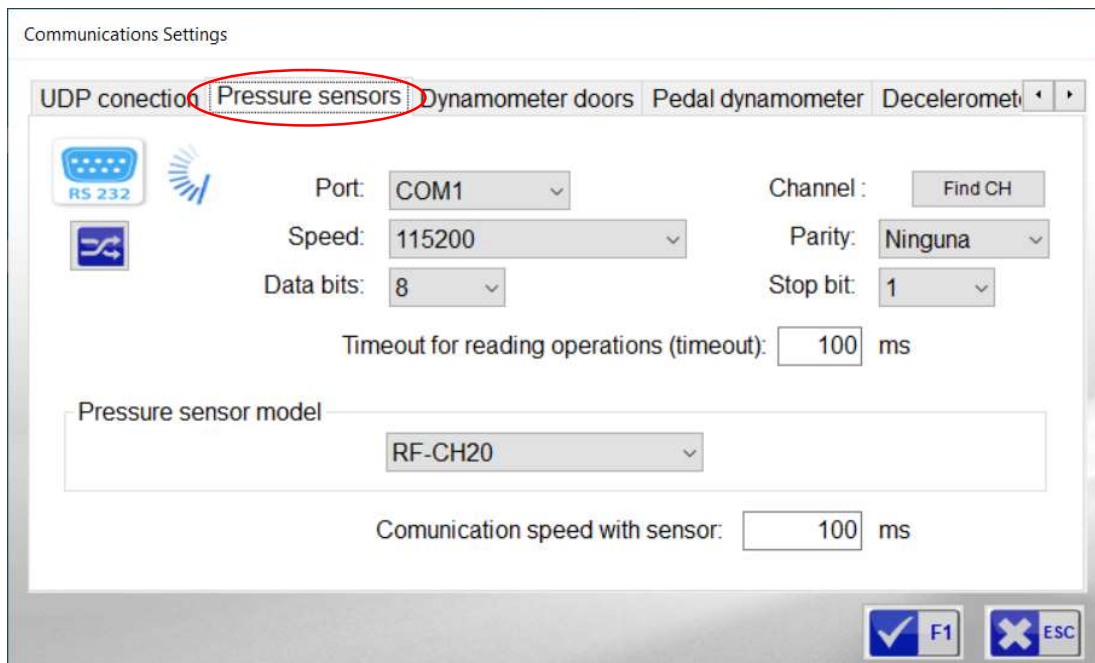 Communications Settings
UDP conection Pressure sensors Dynamometer doors Pedal dynamometer Deceleromet
RS 232
Port: COM1 Channel : Find CH
Speed: 115200 Parity: Ninguna
Data bits: 8 Stop bit: 1
Timeout for reading operations (timeout): 100 ms
Pressure sensor model
RF-CH20
Comunication speed with sensor: 100 ms
F1 ESC